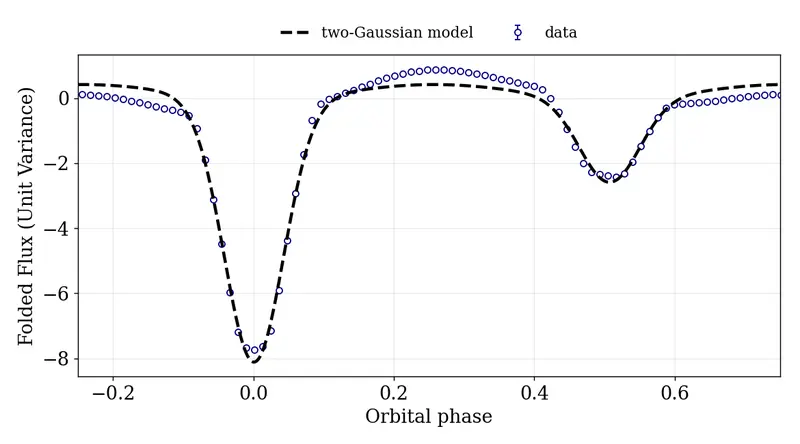 two-Gaussian model
data
Folded Flux (Unit Variance)
0
−2
−4
−6
−8
−0.2
0.0
0.2
0.4
0.6
Orbital phase